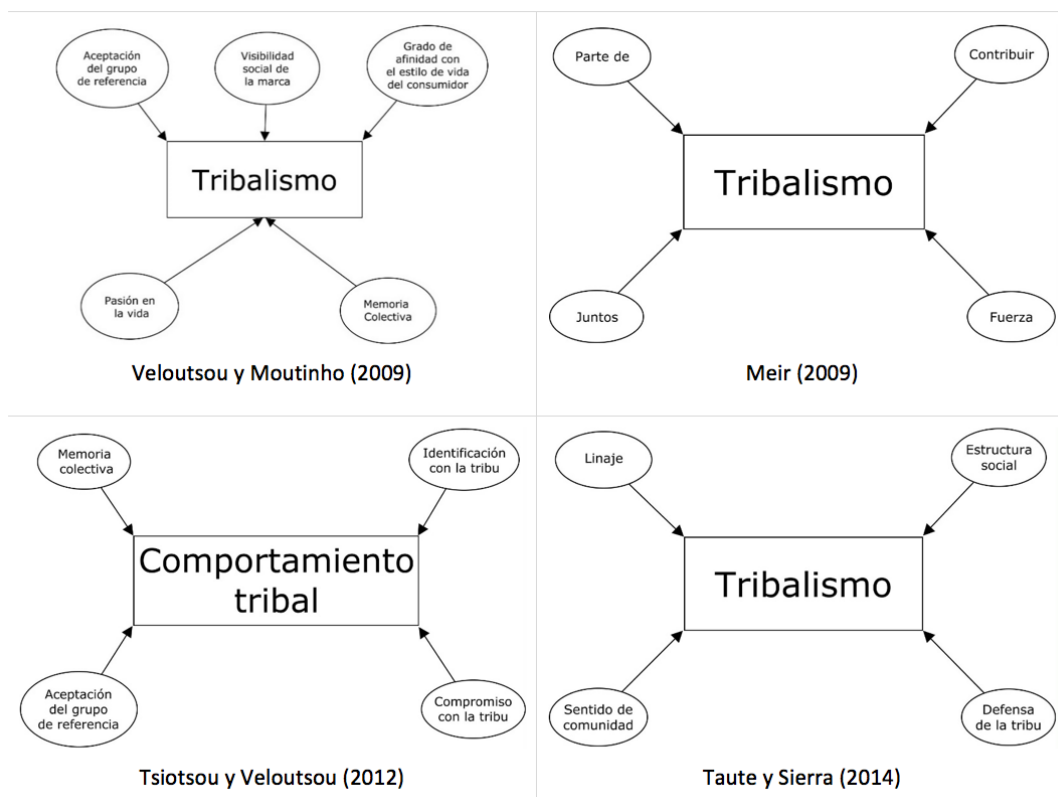 Aceptación
del grupo
de referencia
Visibilidad
social de
la marca
Grado de
afinidad con
el estilo de vida
del consumidor
Tribalismo
Pasión en
la vida
Memoria
Colectiva
Veloutsou y Moutinho (2009)
Parte de
Contribuir
Tribalismo
Juntos
Fuerza
Meir (2009)
Memoria
colectiva
Identificación
con la tribu
Comportamiento
tribal
Aceptación
del grupo
de referencia
Compromiso
con la tribu
Tsiotsou y Veloutsou (2012)
Linaje
Estructura
social
Tribalismo
Sentido de
comunidad
Defensa
de la tribu
Taute y Sierra (2014)